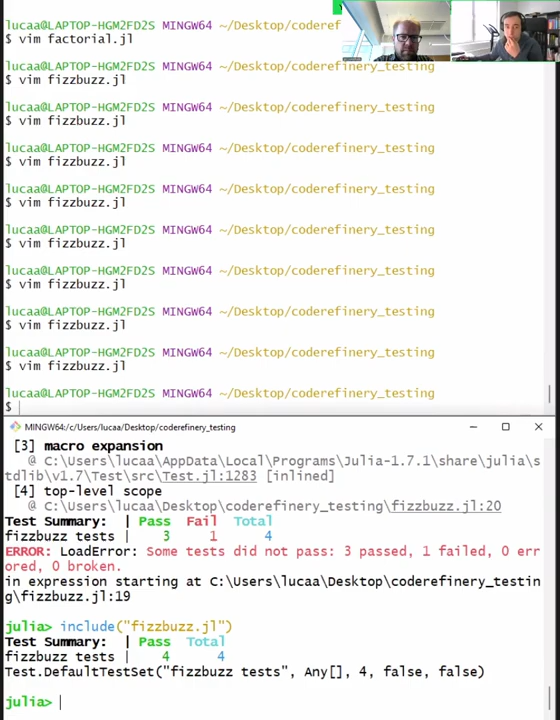 lucaa@LAPTOP-HGM2FD2S MINGW64 ~/Desktop/coderef
$ vim factorial.jl
lucaa@LAPTOP-HGM2FD2S MINGW64 ~/Desktop/coderefinery_testing
$ vim fizzbuzz.jl
lucaa@LAPTOP-HGM2FD2S MINGW64 ~/Desktop/coderefinery_testing
$ vim fizzbuzz.jl
lucaa@LAPTOP-HGM2FD2S MINGW64 ~/Desktop/coderefinery_testing
$ vim fizzbuzz.jl
lucaa@LAPTOP-HGM2FD2S MINGW64 ~/Desktop/coderefinery_testing
$ vim fizzbuzz.jl
lucaa@LAPTOP-HGM2FD2S MINGW64 ~/Desktop/coderefinery_testing
$ vim fizzbuzz.jl
lucaa@LAPTOP-HGM2FD2S MINGW64 ~/Desktop/coderefinery_testing
$ vim fizzbuzz.jl
lucaa@LAPTOP-HGM2FD2S MINGW64 ~/Desktop/coderefinery_testing
$ vim fizzbuzz.jl
lucaa@LAPTOP-HGM2FD2S MINGW64 ~/Desktop/coderefinery_testing
$ vim fizzbuzz.jl
lucaa@LAPTOP-HGM2FD2S MINGW64 ~/Desktop/coderefinery_testing
$
MINGW64:/c/Users/lucaa/Desktop/coderefinery_testing
[3] macro expansion
@ C:\Users\lucaa\AppData\Local\Programs\Julia-1.7.1\share\julia\s
tdlib\v1.7\Test\src\Test.jl:1283 [inlined]
[4] top-level scope
@ C:\Users\lucaa\Desktop\coderefinery_testing\fizzbuzz.jl:20
Test Summary: | Pass Fail Total
fizzbuzz tests | 3 1 4
ERROR: LoadError: Some tests did not pass: 3 passed, 1 failed, 0 err
ored, 0 broken.
in expression starting at C:\Users\lucaa\Desktop\coderefinery_testin
g\fizzbuzz.jl:19
julia> include("fizzbuzz.jl")
Test Summary: | Pass Total
fizzbuzz tests | 4 4
Test.DefaultTestSet("fizzbuzz tests", Any[], 4, false, false)
julia>